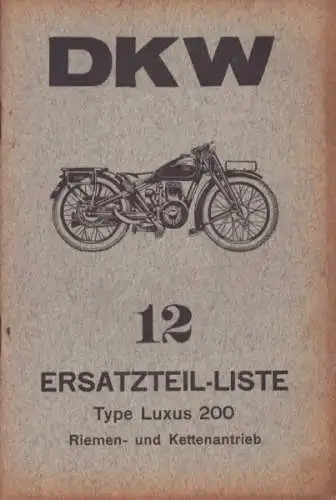 DKW
12
ERSATZTEIL-LISTE
Type Luxus 200
Riemen- und Kettenantrieb